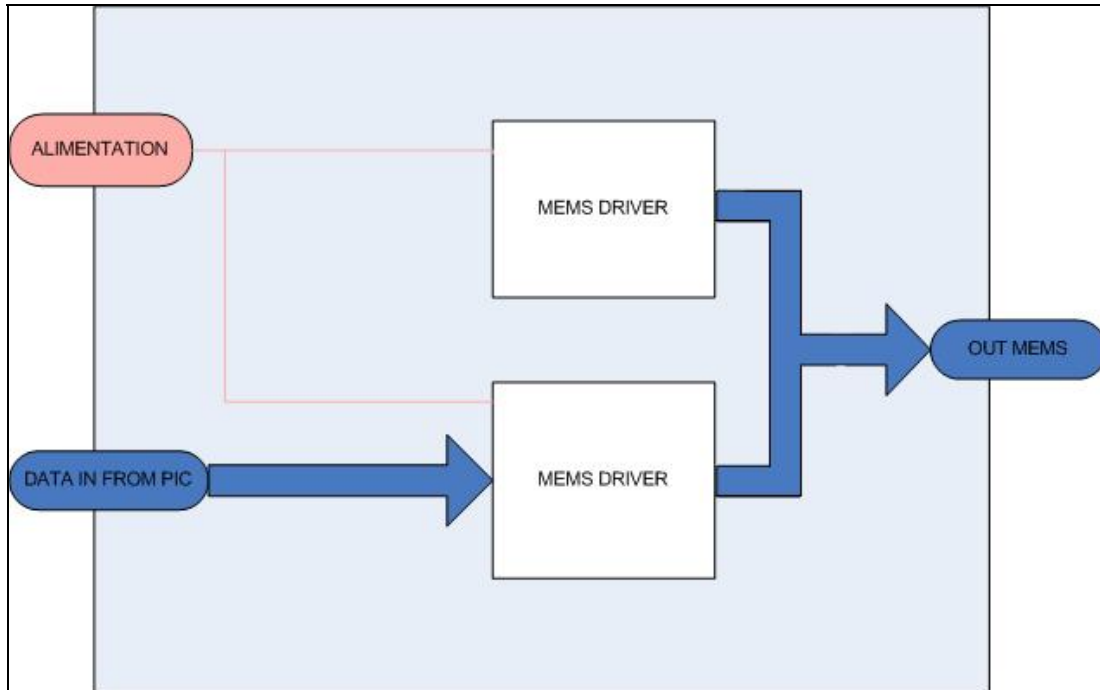 ALIMENTATION
MEMS DRIVER
OUT MEMS
DATA IN FROM PIC
MEMS DRIVER